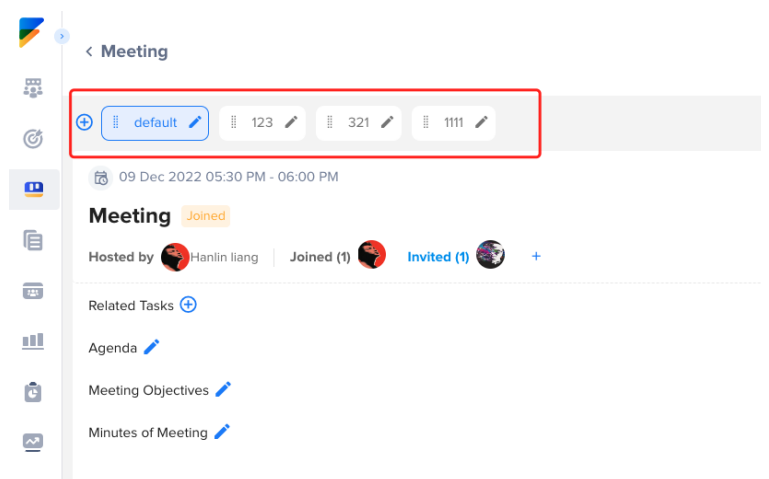 Meeting
default 123 321 1111
09 Dec 2022 05:30 PM - 06:00 PM
Meeting Joined
Hosted by Hanlin liang Joined (1) Invited (1) +
Related Tasks
Agenda
Meeting Objectives
Minutes of Meeting